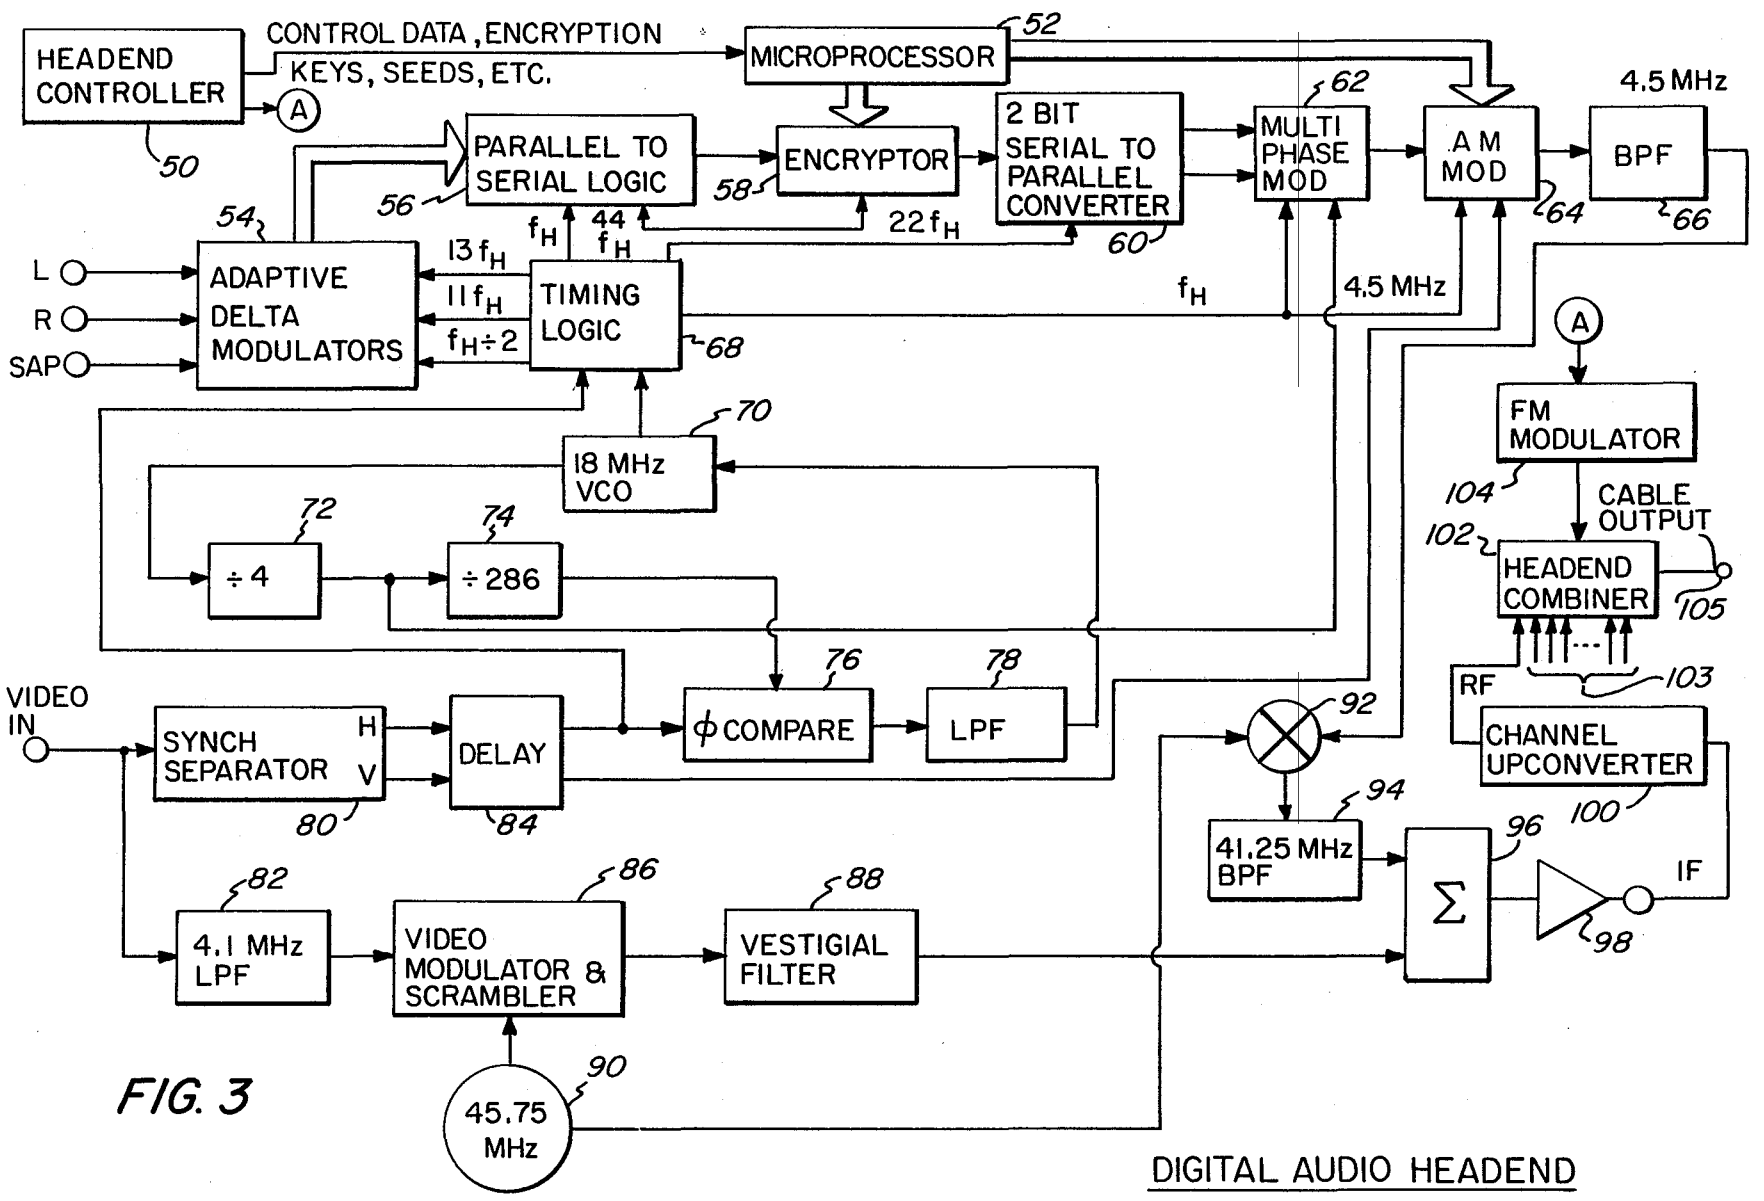 HEADEND
CONTROLLER
50
CONTROL DATA, ENCRYPTION
KEYS, SEEDS, ETC.
A
MICROPROCESSOR
52
PARALLEL TO
SERIAL LOGIC
56
ENCRYPTOR
58
2 BIT
SERIAL TO
PARALLEL
CONVERTER
60
MULTI
PHASE
MOD
62
AM
MOD
64
4.5 MHz
BPF
66
L
R
SAP
54
ADAPTIVE
DELTA
MODULATORS
13fH
11fH
fH÷2
fH
44
fH
22fH
TIMING
LOGIC
68
fH
4.5 MHz
A
FM
MODULATOR
104
CABLE
OUTPUT
102
HEADEND
COMBINER
105
...
103
RF
70
18 MHz
VCO
72
÷4
74
÷286
76
ϕ COMPARE
78
LPF
VIDEO
IN
SYNCH
SEPARATOR
H
V
80
DELAY
84
92
94
41.25 MHz
BPF
CHANNEL
UPCONVERTER
100
96
Σ
IF
98
82
4.1 MHz
LPF
86
VIDEO
MODULATOR &
SCRAMBLER
88
VESTIGIAL
FILTER
90
45.75
MHz
FIG. 3
DIGITAL AUDIO HEADEND